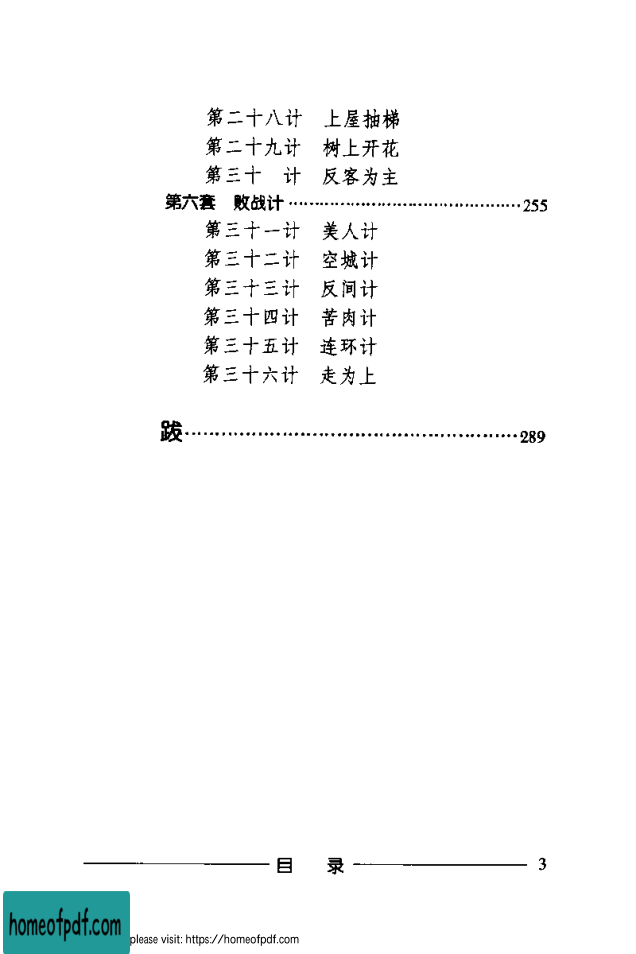 第二十八计　上屋抽梯
第二十九计　树上开花
第三十　计　反客为主
第六套　败战计……………………………………255
第三十一计　美人计
第三十二计　空城计
第三十三计　反间计
第三十四计　苦肉计
第三十五计　连环计
第三十六计　走为上
跋……………………………………………………289
目　录　3
homeofpdf.com
please visit: https://homeofpdf.com